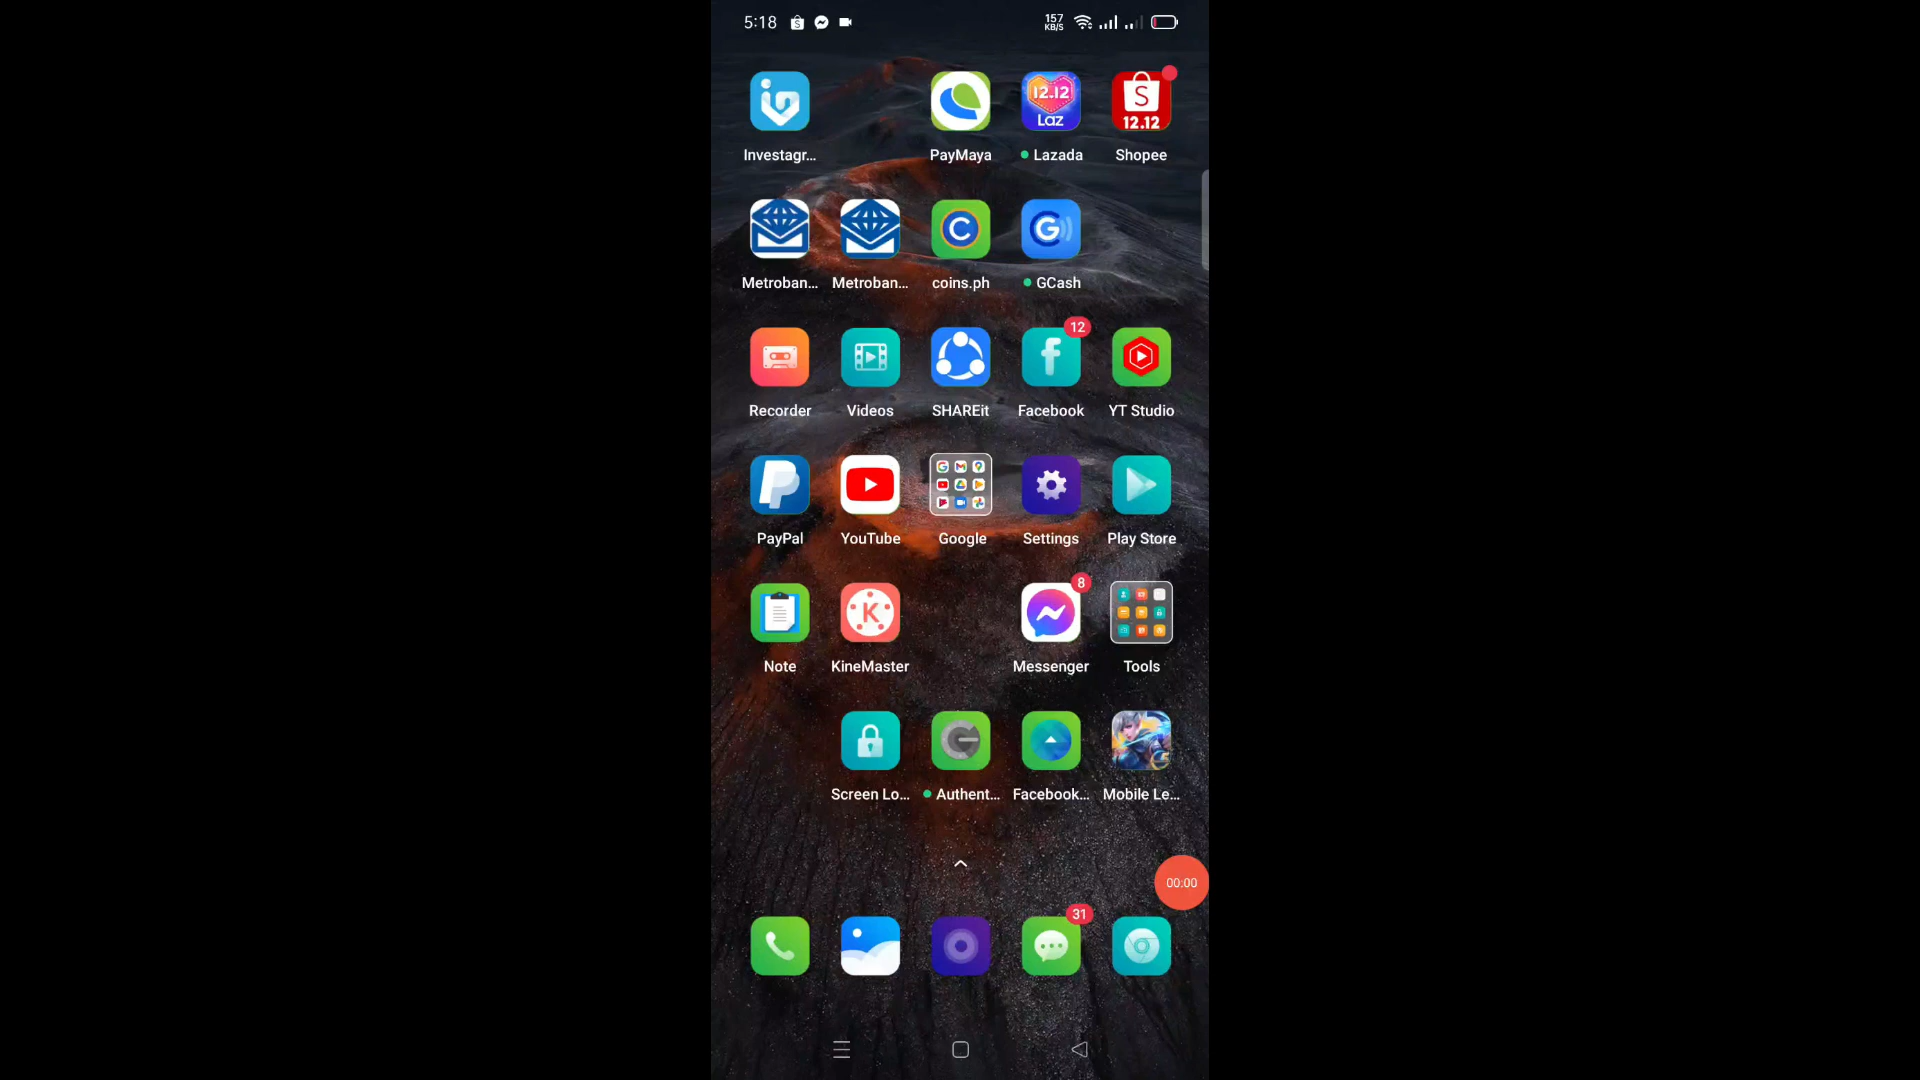 5:18
157
KB/S
12.12
Laz
S
12.12
Investagr...
PayMaya
Lazada
Shopee
Metroban...
Metroban...
coins.ph
GCash
12
Recorder
Videos
SHAREit
Facebook
YT Studio
PayPal
YouTube
Google
Settings
Play Store
8
K
Note
KineMaster
Messenger
Tools
Screen Lo...
Authent...
Facebook...
Mobile Le...
00:00
31